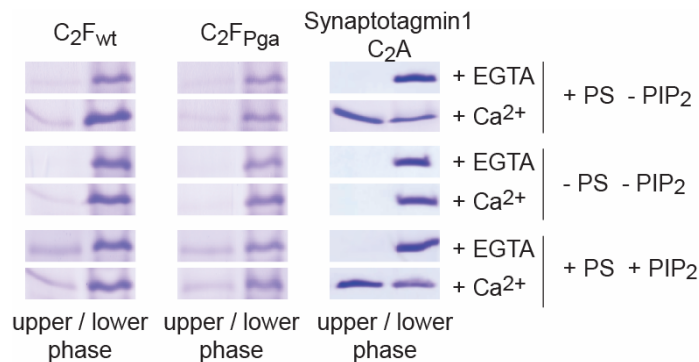 C₂Fwt
C₂FPga
Synaptotagmin1
C₂A
+ EGTA
+ Ca²⁺
+ PS - PIP₂
+ EGTA
+ Ca²⁺
- PS - PIP₂
+ EGTA
+ Ca²⁺
+ PS + PIP₂
upper / lower
phase
upper / lower
phase
upper / lower
phase